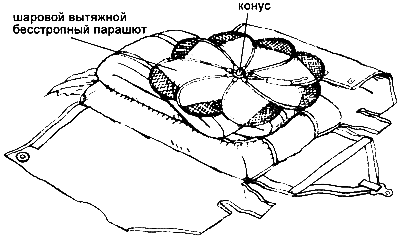 конус
шаровой вытяжной
бесстропный парашют